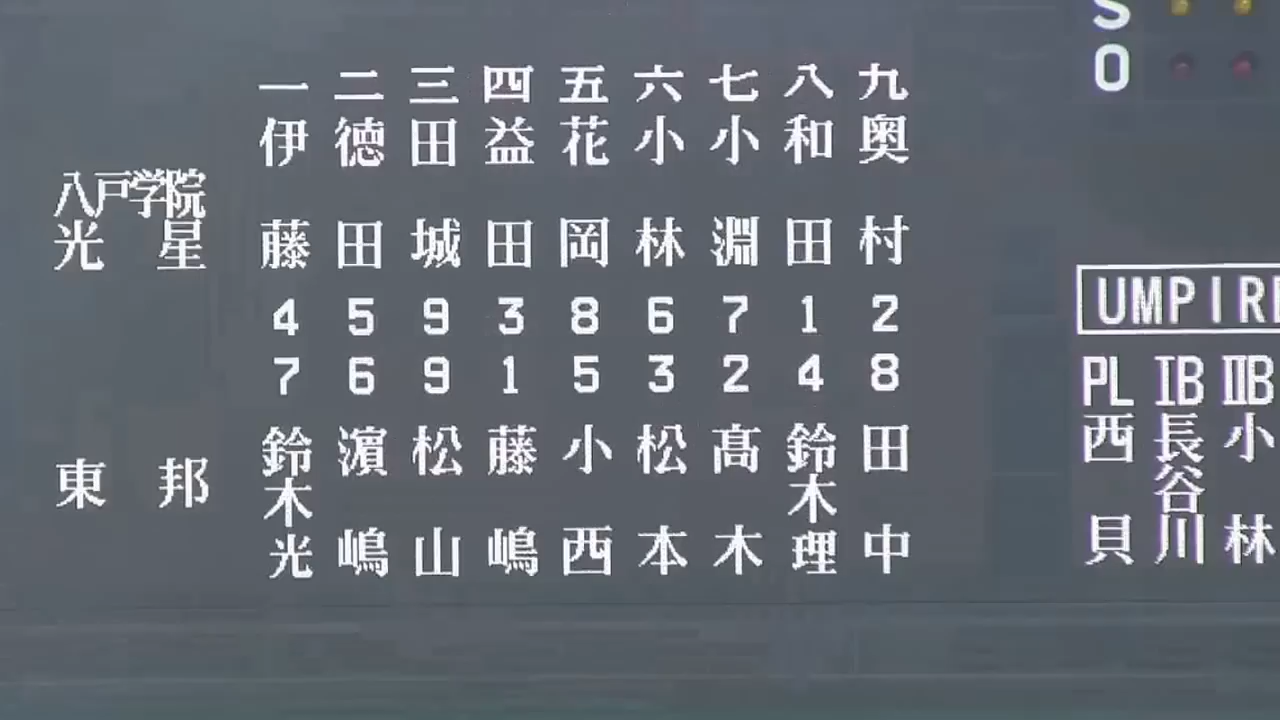 S
O
一 二 三 四 五 六 七 八 九
八戸学院光星
伊藤 徳田 田城 益田 花岡 小林 小淵 和田 奥村
4 5 9 3 8 6 7 1 2
7 6 9 1 5 3 2 4 8
東邦
鈴木光 濵嶋 松山 藤嶋 小西 松本 髙木 鈴木理 田中
UMPIRE
PL IB IIB
西貝 長谷川 小林